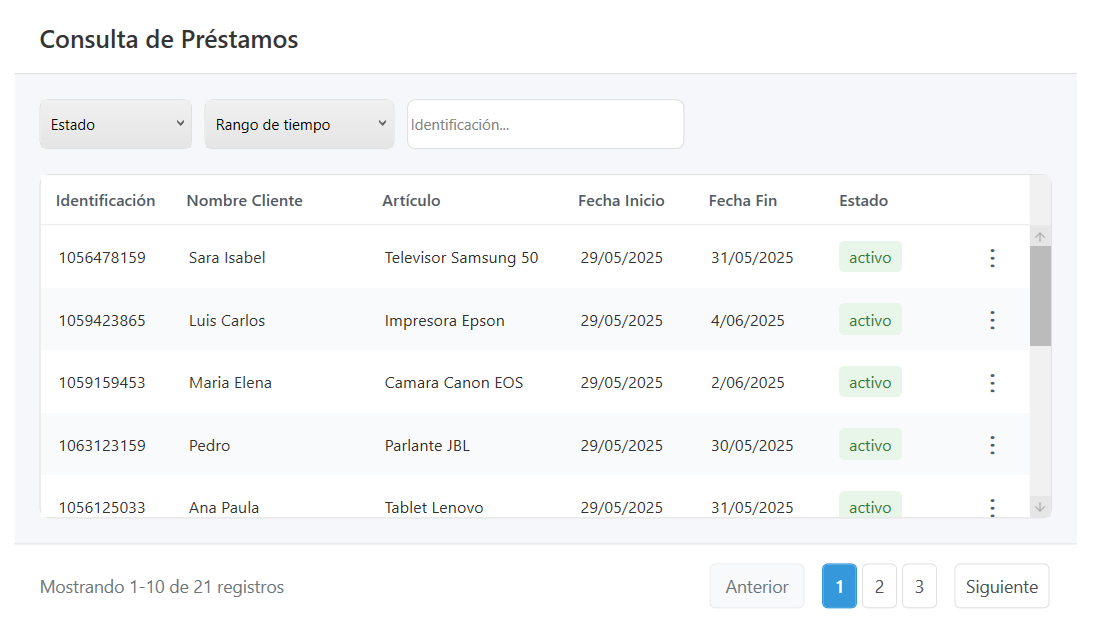 Consulta de Préstamos
Estado Rango de tiempo Identificación...
Identificación Nombre Cliente Artículo Fecha Inicio Fecha Fin Estado
1056478159 Sara Isabel Televisor Samsung 50 29/05/2025 31/05/2025 activo
1059423865 Luis Carlos Impresora Epson 29/05/2025 4/06/2025 activo
1059159453 Maria Elena Camara Canon EOS 29/05/2025 2/06/2025 activo
1063123159 Pedro Parlante JBL 29/05/2025 30/05/2025 activo
1056125033 Ana Paula Tablet Lenovo 29/05/2025 31/05/2025 activo
Mostrando 1-10 de 21 registros Anterior 1 2 3 Siguiente